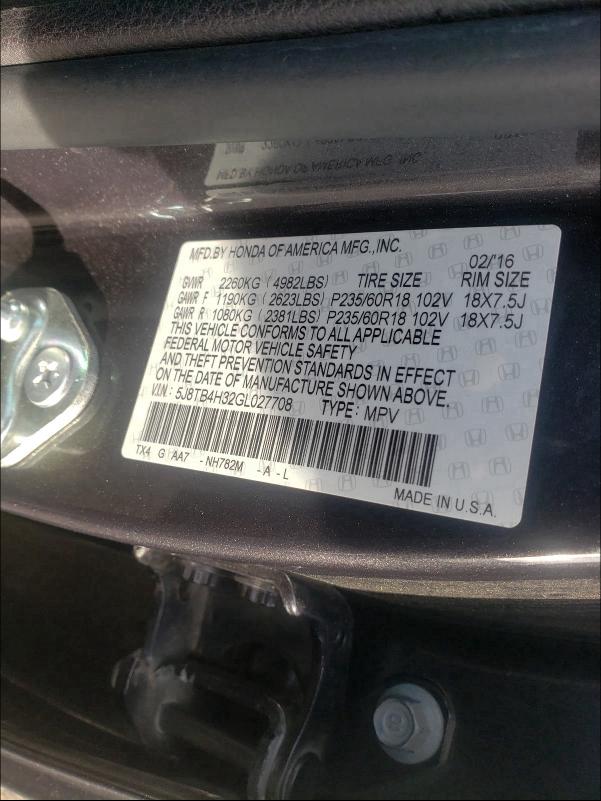 MFD.BY HONDA OF AMERICA MFG.,INC.
02/'16
GVWR 2260KG ( 4982LBS) TIRE SIZE RIM SIZE
GAWR F 1190KG ( 2623LBS) P235/60R18 102V 18X7.5J
GAWR R 1080KG ( 2381LBS) P235/60R18 102V 18X7.5J
THIS VEHICLE CONFORMS TO ALL APPLICABLE
FEDERAL MOTOR VEHICLE SAFETY
AND THEFT PREVENTION STANDARDS IN EFFECT
ON THE DATE OF MANUFACTURE SHOWN ABOVE.
V.I.N.: 5J8TB4H32GL027708 TYPE: MPV
TX4 G AA7 -NH782M -A -L
MADE IN U.S.A.